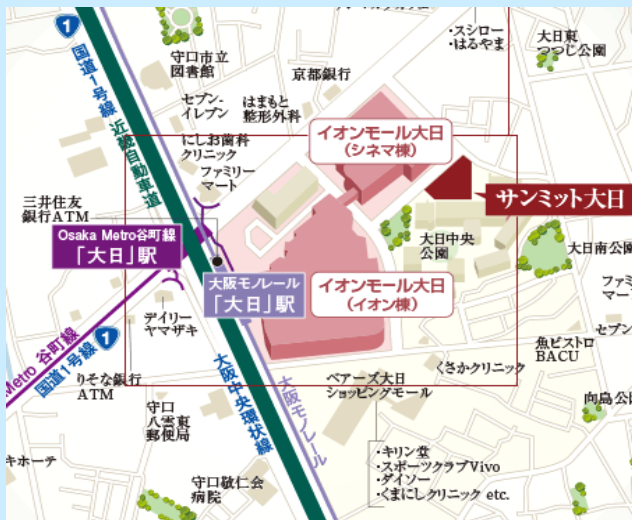 ・スシロー
・はるやま
大日東
つつじ公園
1
国道1号線
近畿自動車道
守口市立
図書館
京都銀行
セブン-
イレブン
はまもと
整形外科
にしお歯科
クリニック
ファミリー
マート
イオンモール大日
(シネマ棟)
サンミット大日
三井住友
銀行ATM
Osaka Metro谷町線
「大日」駅
大阪モノレール
「大日」駅
イオンモール大日
(イオン棟)
大日中央
公園
大日南公園
デイリー
ヤマザキ
Metro 谷町線
国道1号線
1
りそな銀行
ATM
大阪中央環状線
大阪モノレール
魚ビストロ
BACU
くさかクリニック
ベアーズ大日
ショッピングモール
向島公園
守口
八雲東
郵便局
キホーテ
守口敬仁会
病院
・キリン堂
・スポーツクラブVivo
・ダイソー
・くまにしクリニック etc.